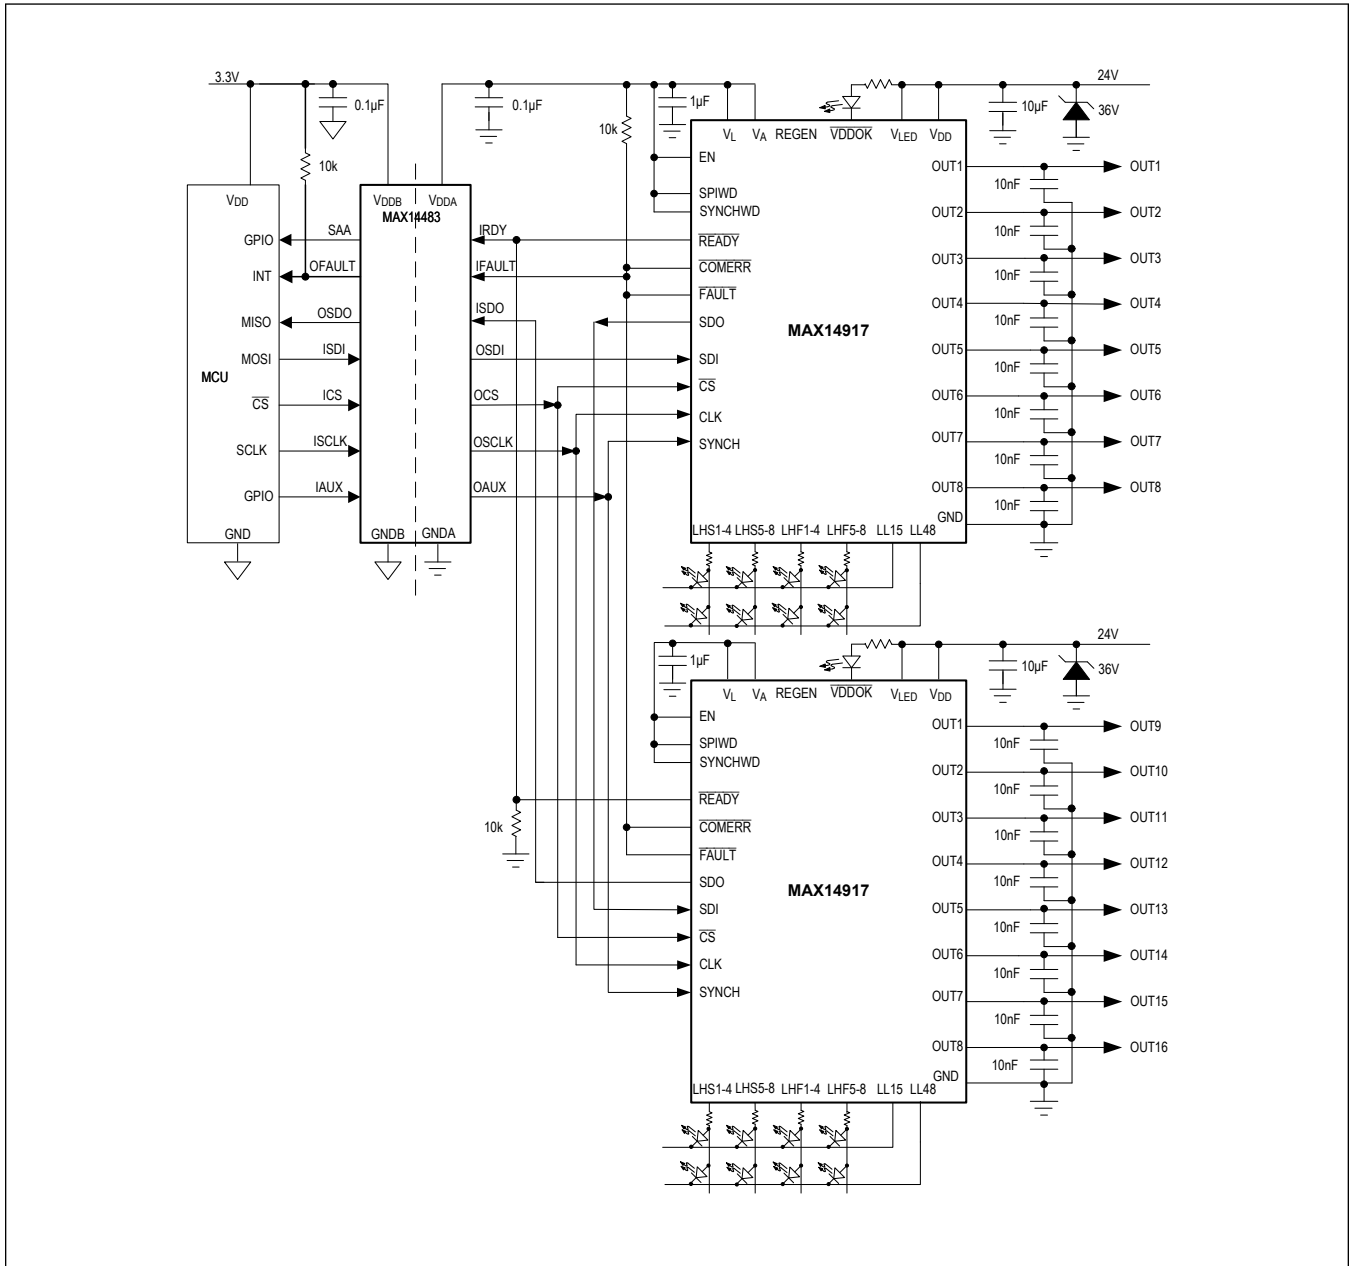 3.3V
0.1µF
0.1µF
1µF
24V
10µF
36V
10k
10k
VDD
VDDB
VDDA
MAX14483
MCU
GPIO
INT
MISO
MOSI
CS
SCLK
GPIO
GND
SAA
OFAULT
OSDO
ISDI
ICS
ISCLK
IAUX
GNDB
GNDA
IRDY
IFAULT
ISDO
OSDI
OCS
OSCLK
OAUX
VL
VA
REGEN
VDDOK
VLED
VDD
EN
SPIWD
SYNCHWD
READY
COMERR
FAULT
SDO
SDI
CS
CLK
SYNCH
MAX14917
OUT1
OUT2
OUT3
OUT4
OUT5
OUT6
OUT7
OUT8
GND
10nF
10nF
10nF
10nF
10nF
10nF
10nF
10nF
OUT1
OUT2
OUT3
OUT4
OUT5
OUT6
OUT7
OUT8
LHS1-4
LHS5-8
LHF1-4
LHF5-8
LL15
LL48
1µF
24V
10µF
36V
10k
VL
VA
REGEN
VDDOK
VLED
VDD
EN
SPIWD
SYNCHWD
READY
COMERR
FAULT
SDO
SDI
CS
CLK
SYNCH
MAX14917
OUT1
OUT2
OUT3
OUT4
OUT5
OUT6
OUT7
OUT8
GND
10nF
10nF
10nF
10nF
10nF
10nF
10nF
10nF
OUT9
OUT10
OUT11
OUT12
OUT13
OUT14
OUT15
OUT16
LHS1-4
LHS5-8
LHF1-4
LHF5-8
LL15
LL48